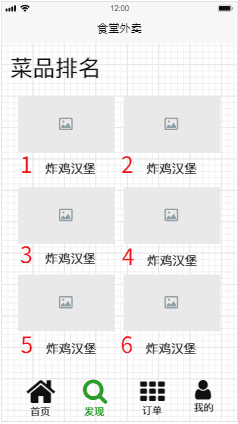 12:00
食堂外卖
菜品排名
1 炸鸡汉堡 2 炸鸡汉堡
3 炸鸡汉堡 4 炸鸡汉堡
5 炸鸡汉堡 6 炸鸡汉堡
首页 发现 订单 我的